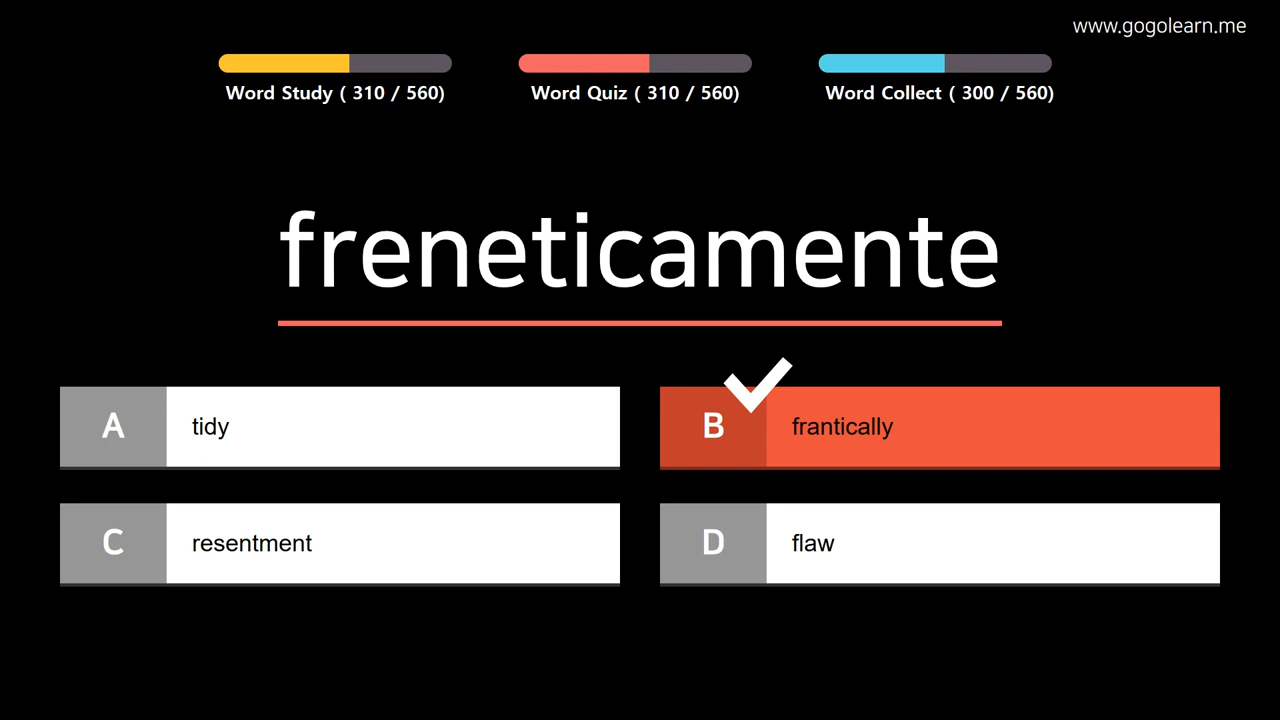 www.gogolearn.me
Word Study ( 310 / 560)
Word Quiz ( 310 / 560)
Word Collect ( 300 / 560)
freneticamente
A
tidy
B
frantically
C
resentment
D
flaw